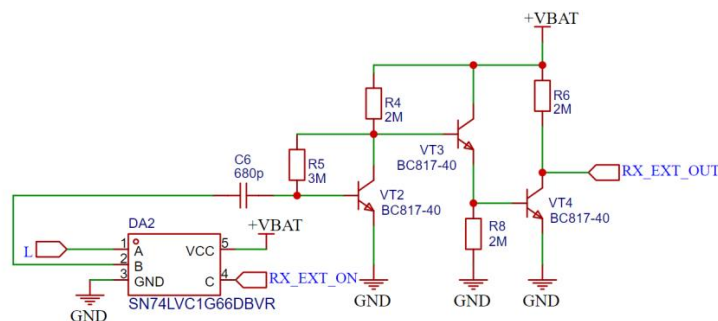 +VBAT
R4
2M
R6
2M
C6
680p
R5
3M
VT3
BC817-40
VT2
BC817-40
RX_EXT_OUT
VT4
BC817-40
R8
2M
DA2
+VBAT
L
1
A
VCC
5
2
B
3
GND
C
4
RX_EXT_ON
SN74LVC1G66DBVR
GND
GND
GND
GND